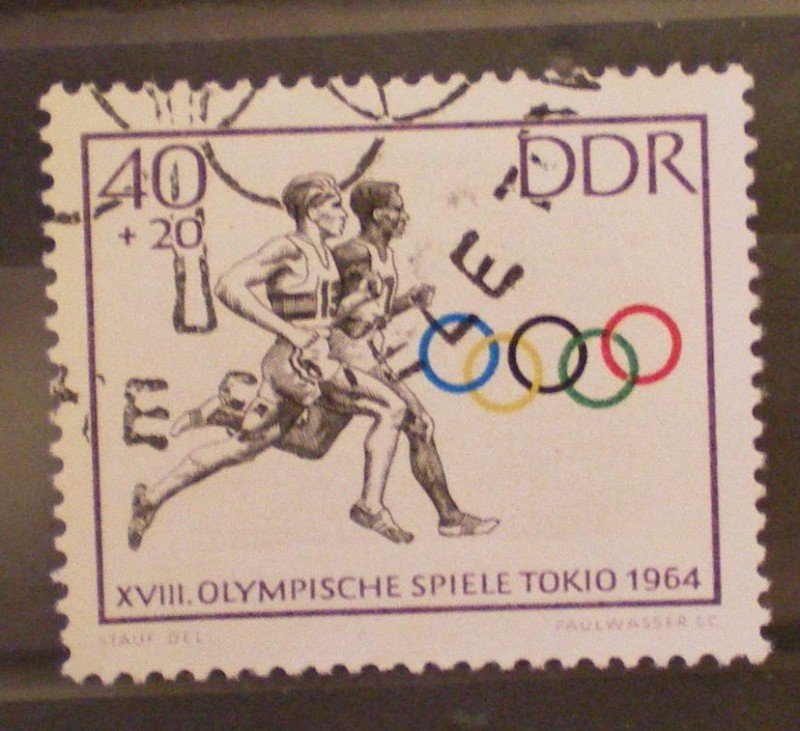 40
+ 20
DDR
XVIII. OLYMPISCHE SPIELE TOKIO 1964
STAUF DEL.
PAULWASSER SC.